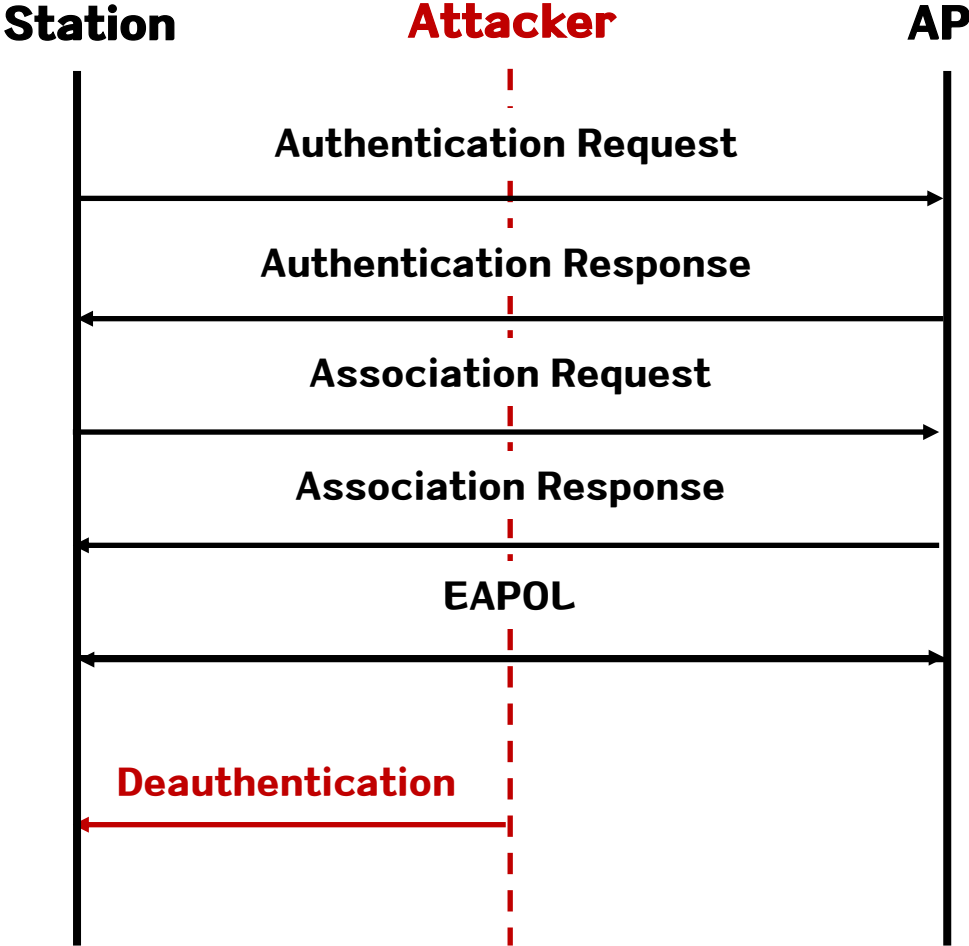 Station
Attacker
AP
Authentication Request
Authentication Response
Association Request
Association Response
EAPOL
Deauthentication